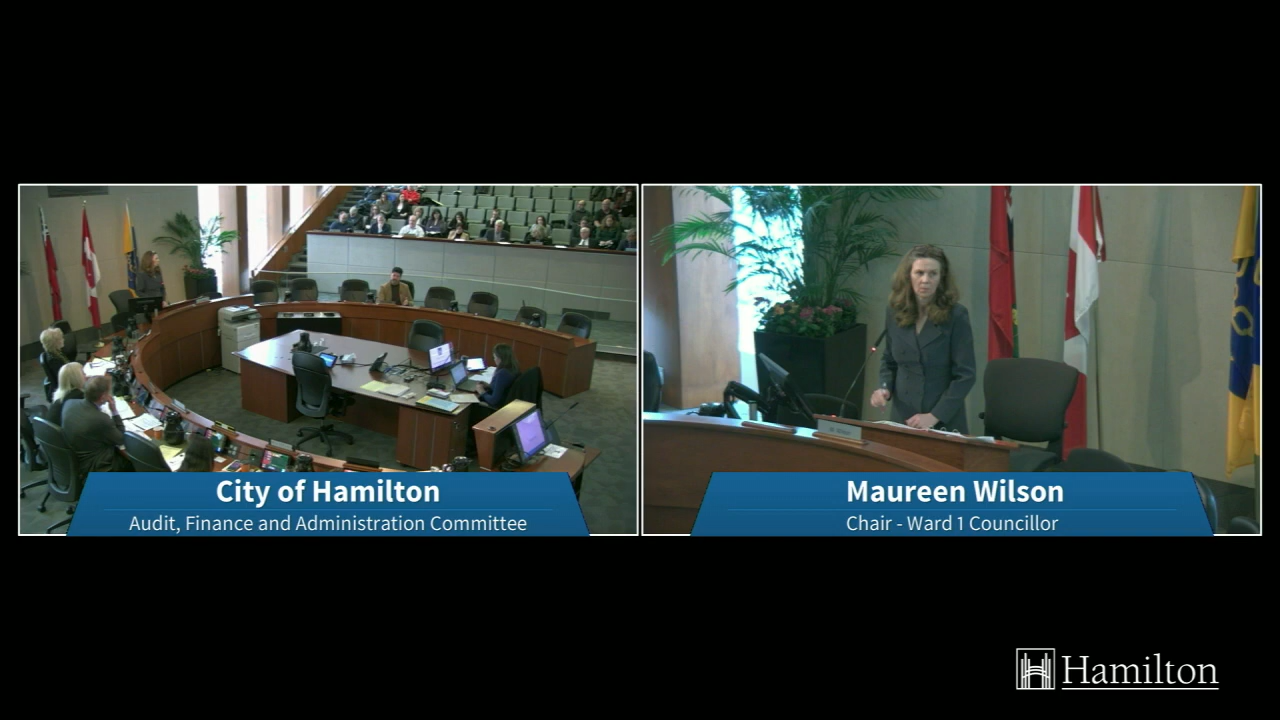 City of Hamilton
Audit, Finance and Administration Committee
Maureen Wilson
Chair - Ward 1 Councillor
Hamilton